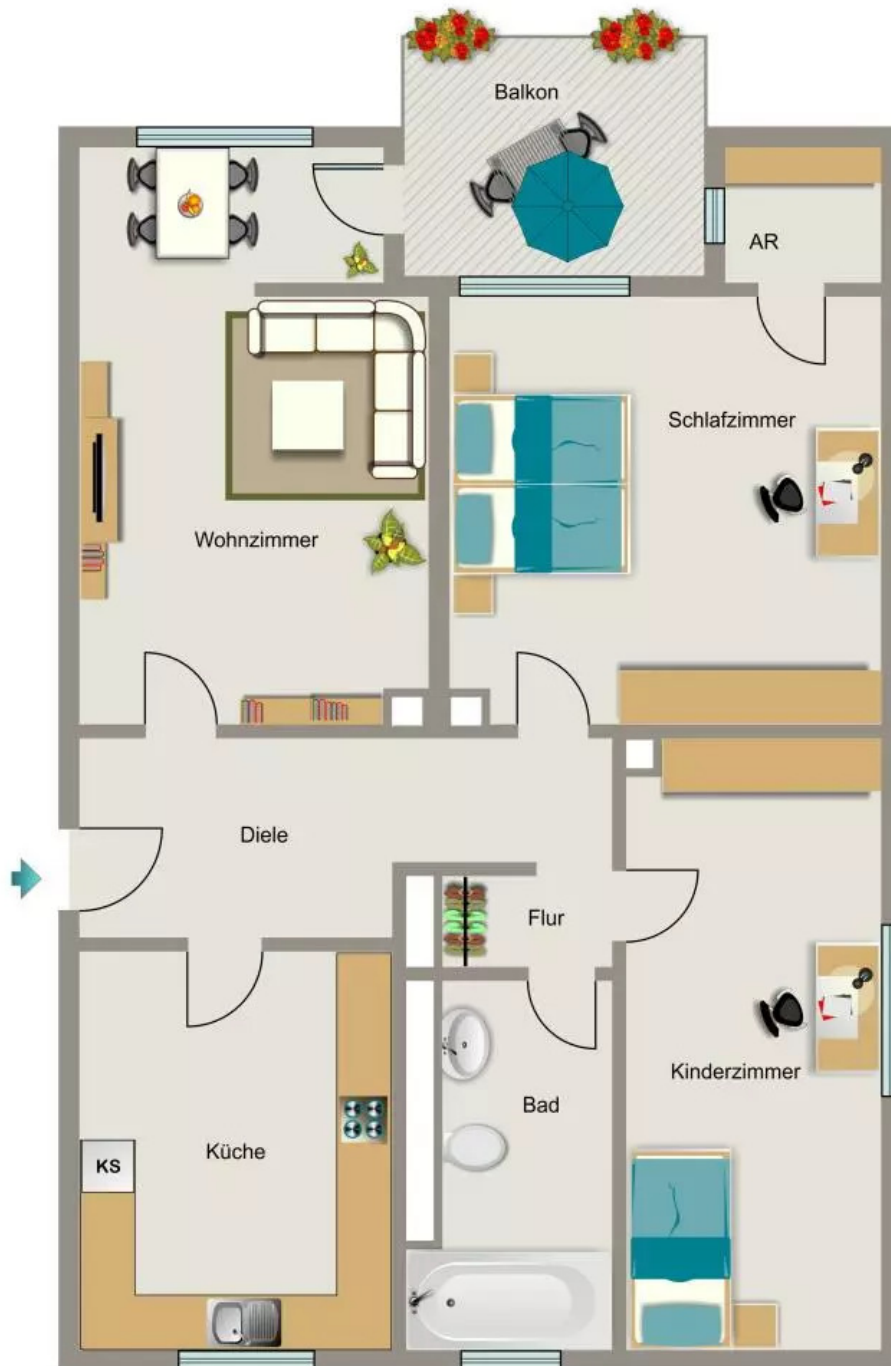 Balkon
AR
Schlafzimmer
Wohnzimmer
Diele
Flur
Kinderzimmer
Bad
Küche
KS